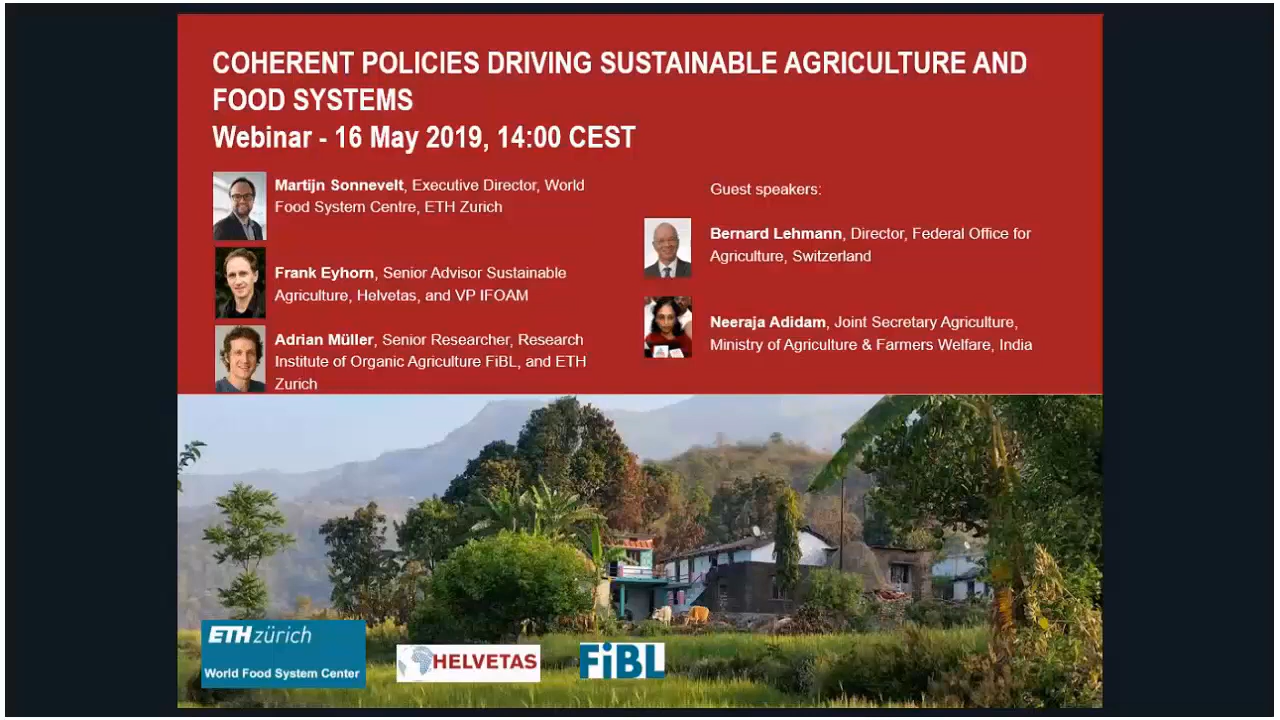 COHERENT POLICIES DRIVING SUSTAINABLE AGRICULTURE AND
FOOD SYSTEMS
Webinar - 16 May 2019, 14:00 CEST
Martijn Sonnevelt, Executive Director, World
Food System Centre, ETH Zurich
Frank Eyhorn, Senior Advisor Sustainable
Agriculture, Helvetas, and VP IFOAM
Adrian Müller, Senior Researcher, Research
Institute of Organic Agriculture FiBL, and ETH
Zurich
Guest speakers:
Bernard Lehmann, Director, Federal Office for
Agriculture, Switzerland
Neeraja Adidam, Joint Secretary Agriculture,
Ministry of Agriculture & Farmers Welfare, India
ETH zürich
World Food System Center
HELVETAS
FiBL